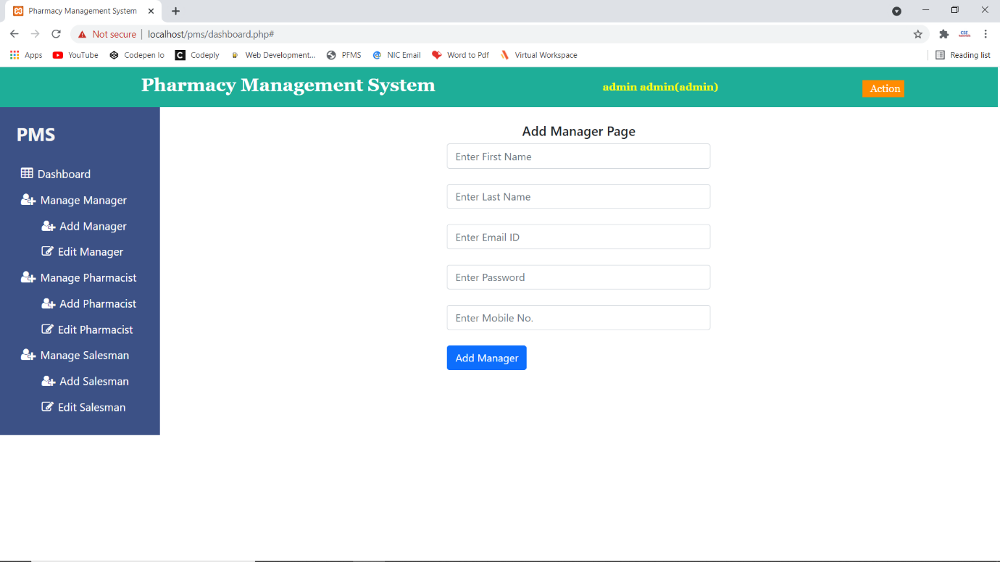 Pharmacy Management System
Not secure | localhost/pms/dashboard.php#
Apps YouTube Codepen Io Codeply Web Development... PFMS NIC Email Word to Pdf Virtual Workspace Reading list
Pharmacy Management System admin admin(admin) Action
PMS
Dashboard
Manage Manager
Add Manager
Edit Manager
Manage Pharmacist
Add Pharmacist
Edit Pharmacist
Manage Salesman
Add Salesman
Edit Salesman
Add Manager Page
Enter First Name
Enter Last Name
Enter Email ID
Enter Password
Enter Mobile No.
Add Manager